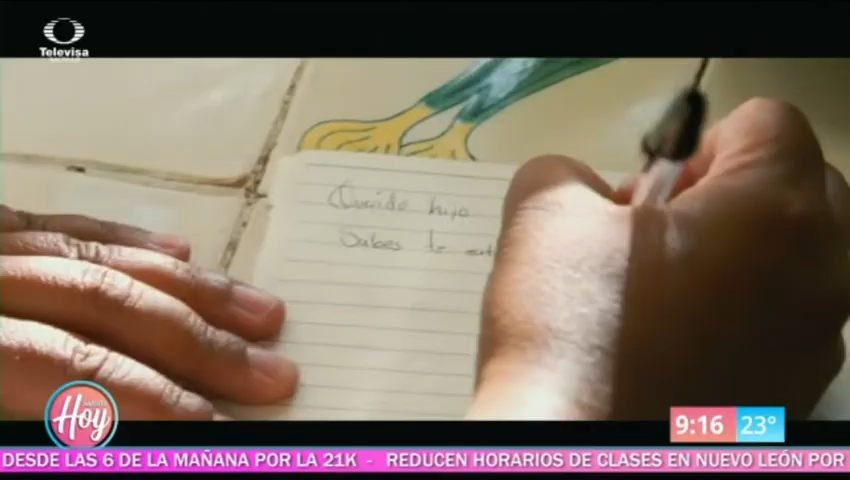 Televisa
Querido hijo
Sabes
Hoy
9:16 23°
DESDE LAS 6 DE LA MAÑANA POR LA 21K - REDUCEN HORARIOS DE CLASES EN NUEVO LEÓN POR